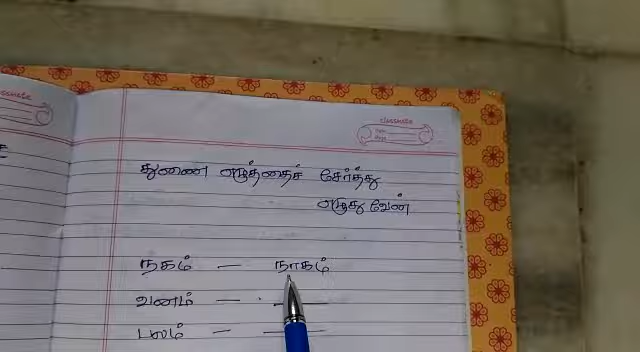 classmate
துணை எழுத்தைச் சேர்த்து
எழுதுவேன்
நகம் — நாகம்
வனம் —
படம் —